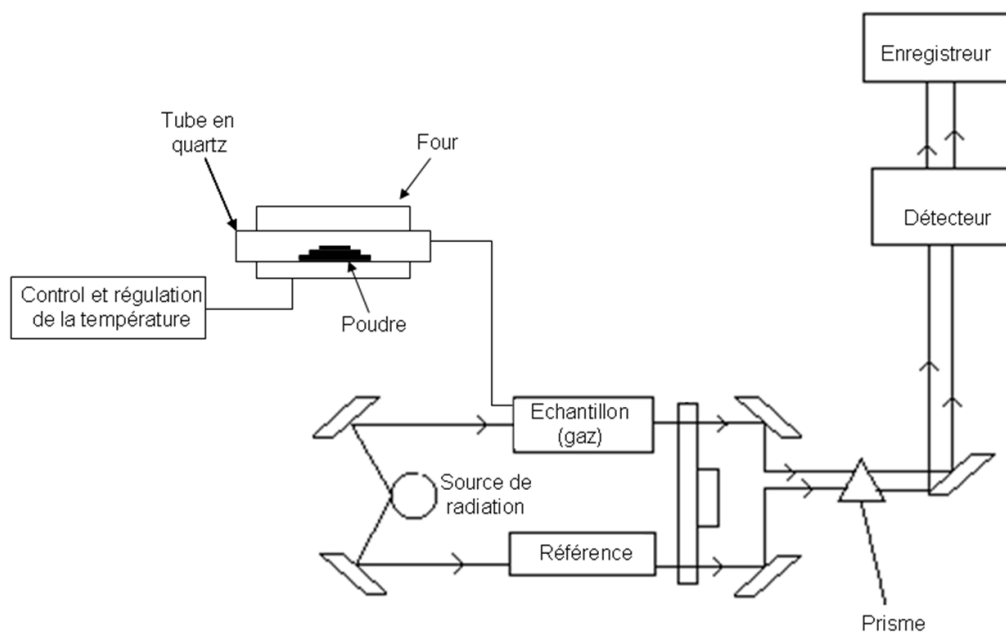 Enregistreur
Tube en
quartz
Four
Détecteur
Control et régulation
de la température
Poudre
Echantillon
(gaz)
Source de
radiation
Référence
Prisme